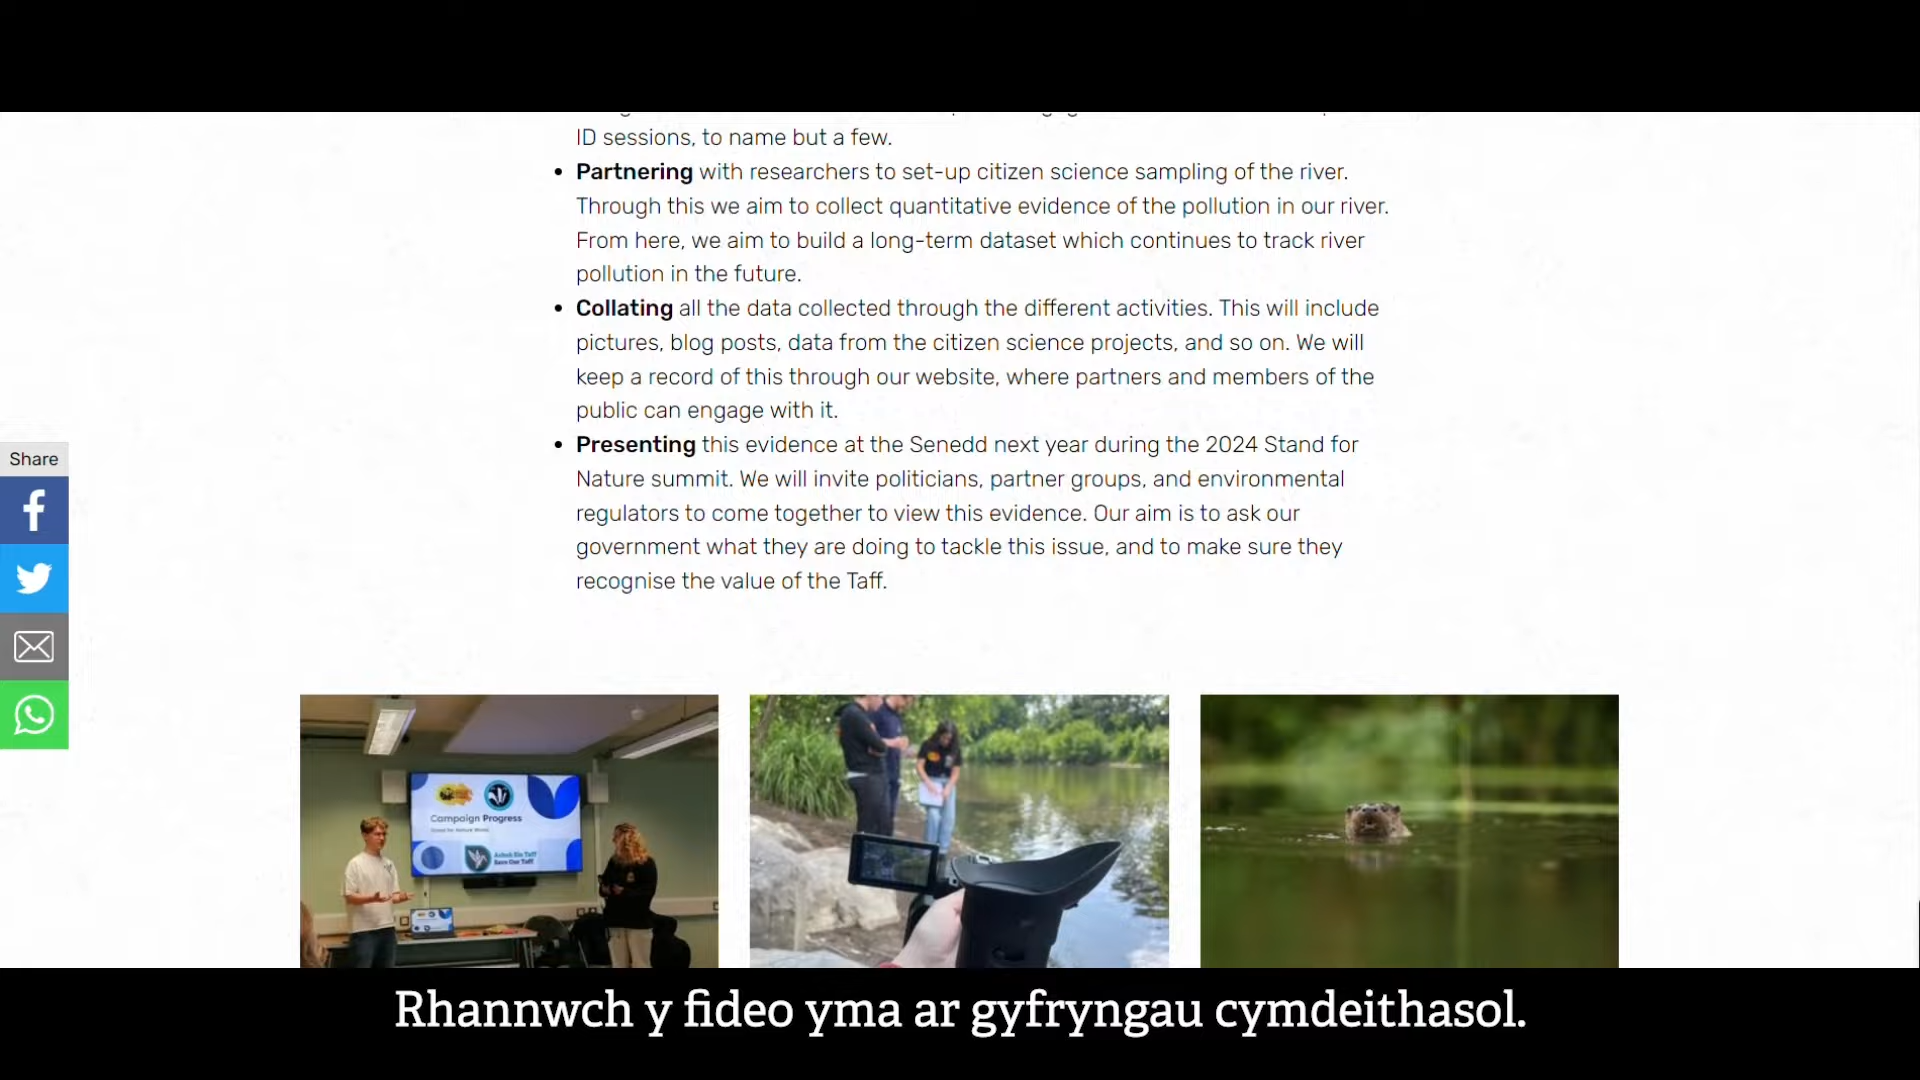 ID sessions, to name but a few.
Partnering with researchers to set-up citizen science sampling of the river.
Through this we aim to collect quantitative evidence of the pollution in our river.
From here, we aim to build a long-term dataset which continues to track river
pollution in the future.
Collating all the data collected through the different activities. This will include
pictures, blog posts, data from the citizen science projects, and so on. We will
keep a record of this through our website, where partners and members of the
public can engage with it.
Presenting this evidence at the Senedd next year during the 2024 Stand for
Nature summit. We will invite politicians, partner groups, and environmental
regulators to come together to view this evidence. Our aim is to ask our
government what they are doing to tackle this issue, and to make sure they
recognise the value of the Taff.
Share
Campaign Progress
Achub Ein Taff
Save Our Taff
Rhannwch y fideo yma ar gyfryngau cymdeithasol.